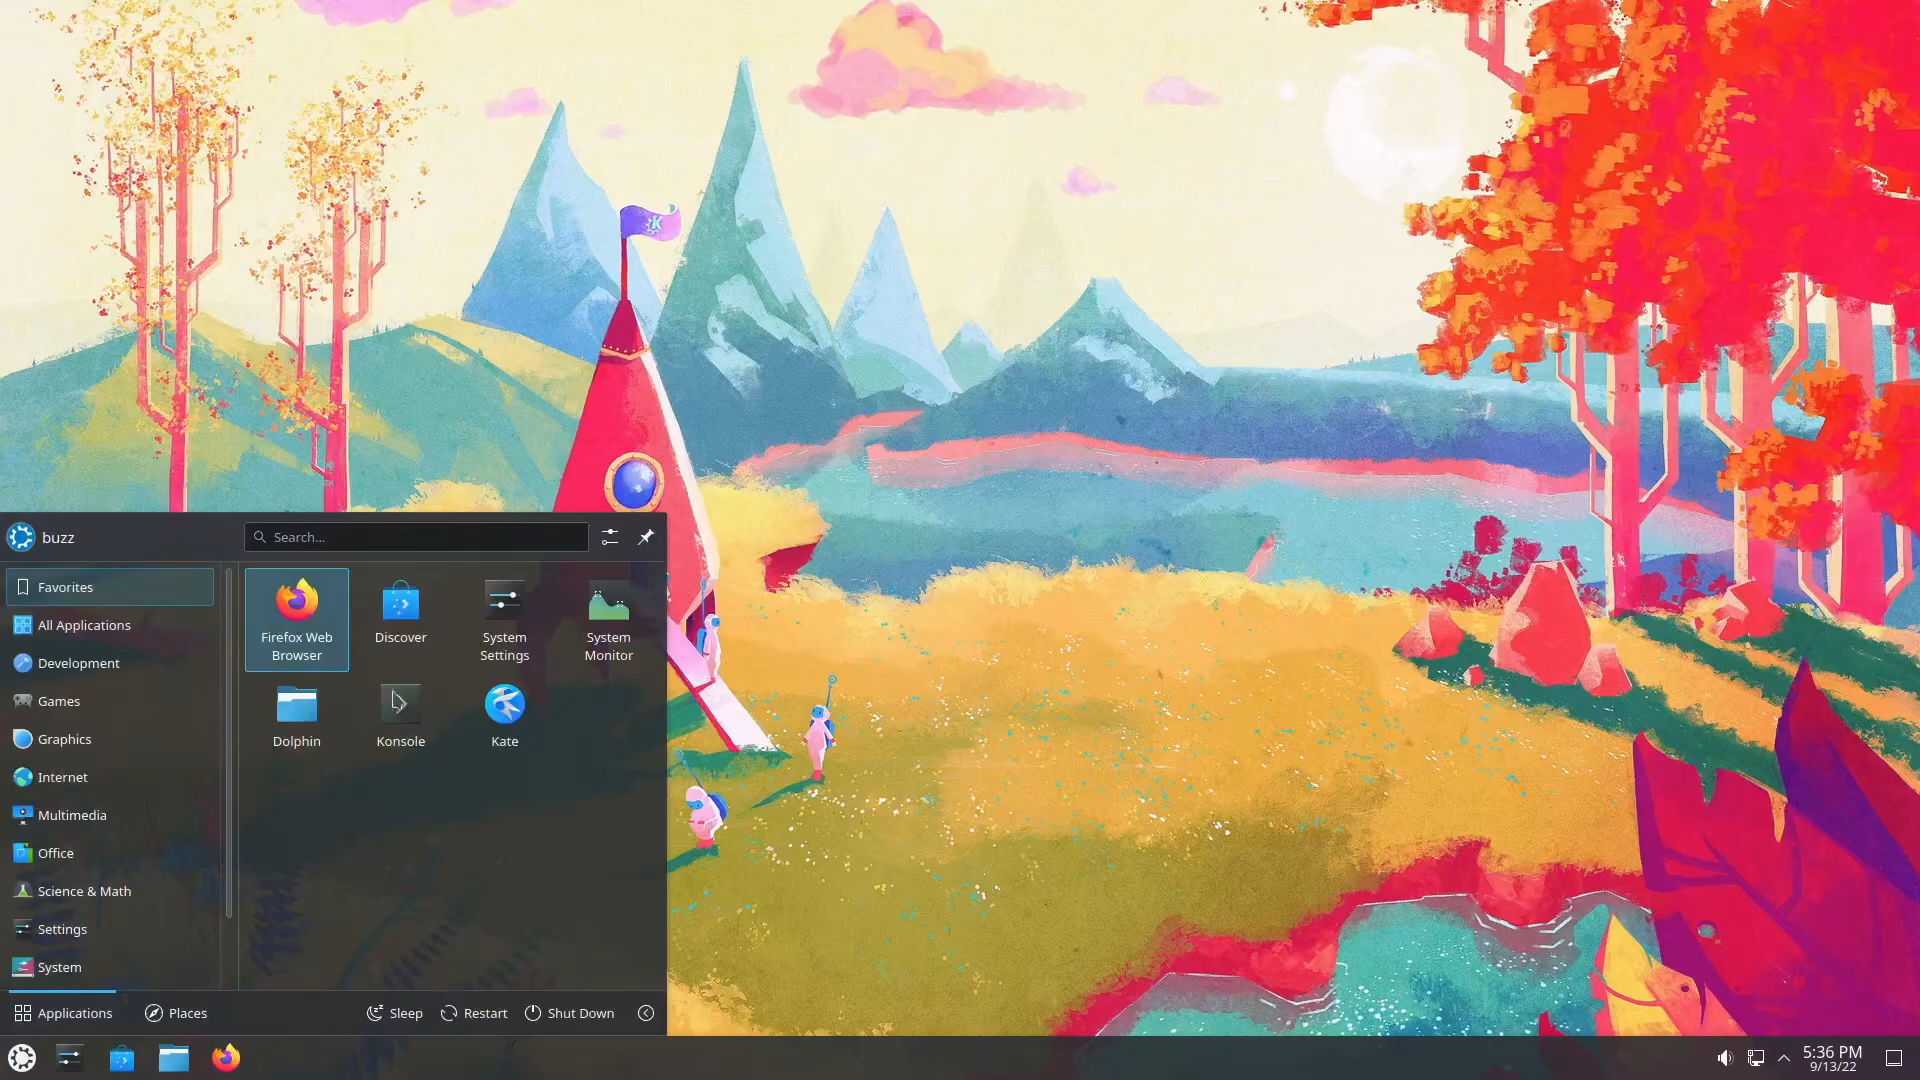 K
buzz
Search...
Favorites
All Applications
Development
Games
Graphics
Internet
Multimedia
Office
Science & Math
Settings
System
Firefox Web
Browser
Discover
System
Settings
System
Monitor
Dolphin
Konsole
Kate
Applications
Places
Sleep
Restart
Shut Down
5:36 PM
9/13/22